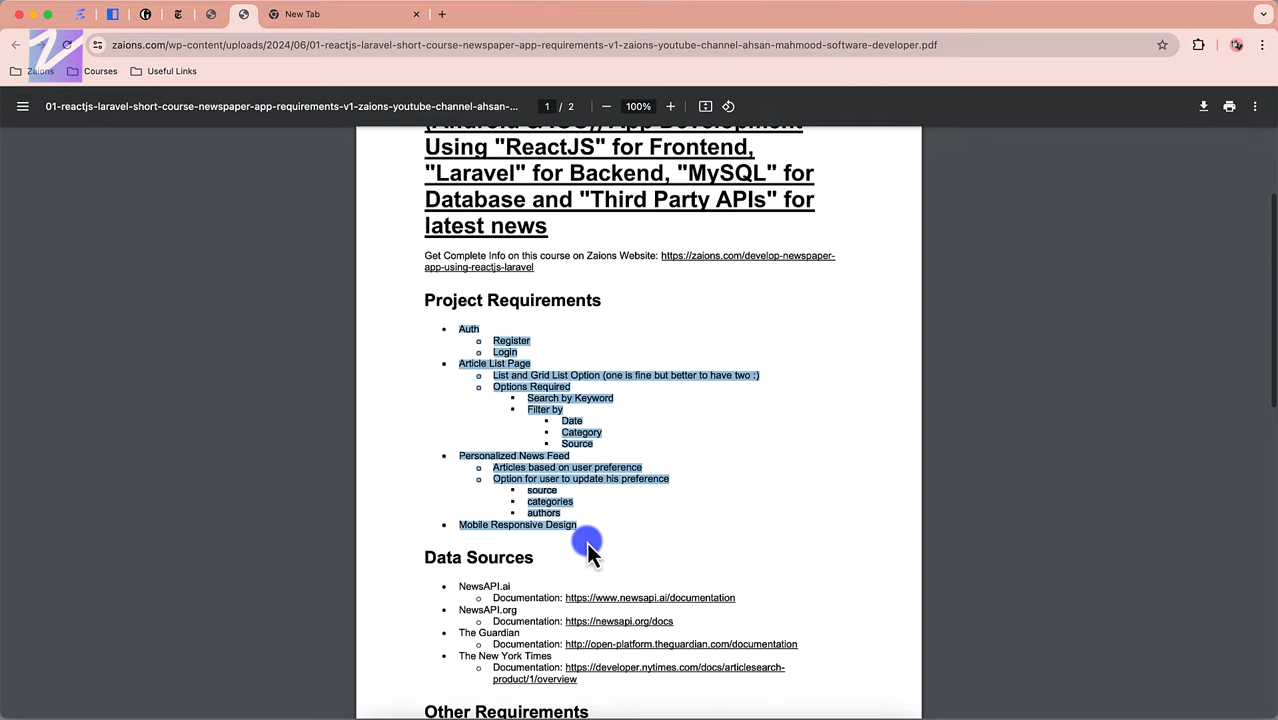 New Tab
zaions.com/wp-content/uploads/2024/06/01-reactjs-laravel-short-course-newspaper-app-requirements-v1-zaions-youtube-channel-ahsan-mahmood-software-developer.pdf
Zaions Courses Useful Links
01-reactjs-laravel-short-course-newspaper-app-requirements-v1-zaions-youtube-channel-ahsan-... 1 / 2 100%
(Android & iOS), App Development
Using "ReactJS" for Frontend,
"Laravel" for Backend, "MySQL" for
Database and "Third Party APIs" for
latest news
Get Complete Info on this course on Zaions Website: https://zaions.com/develop-newspaper-
app-using-reactjs-laravel
Project Requirements
Auth
Register
Login
Article List Page
List and Grid List Option (one is fine but better to have two :)
Options Required
Search by Keyword
Filter by
Date
Category
Source
Personalized News Feed
Articles based on user preference
Option for user to update his preference
source
categories
authors
Mobile Responsive Design
Data Sources
NewsAPI.ai
Documentation: https://www.newsapi.ai/documentation
NewsAPI.org
Documentation: https://newsapi.org/docs
The Guardian
Documentation: http://open-platform.theguardian.com/documentation
The New York Times
Documentation: https://developer.nytimes.com/docs/articlesearch-
product/1/overview
Other Requirements